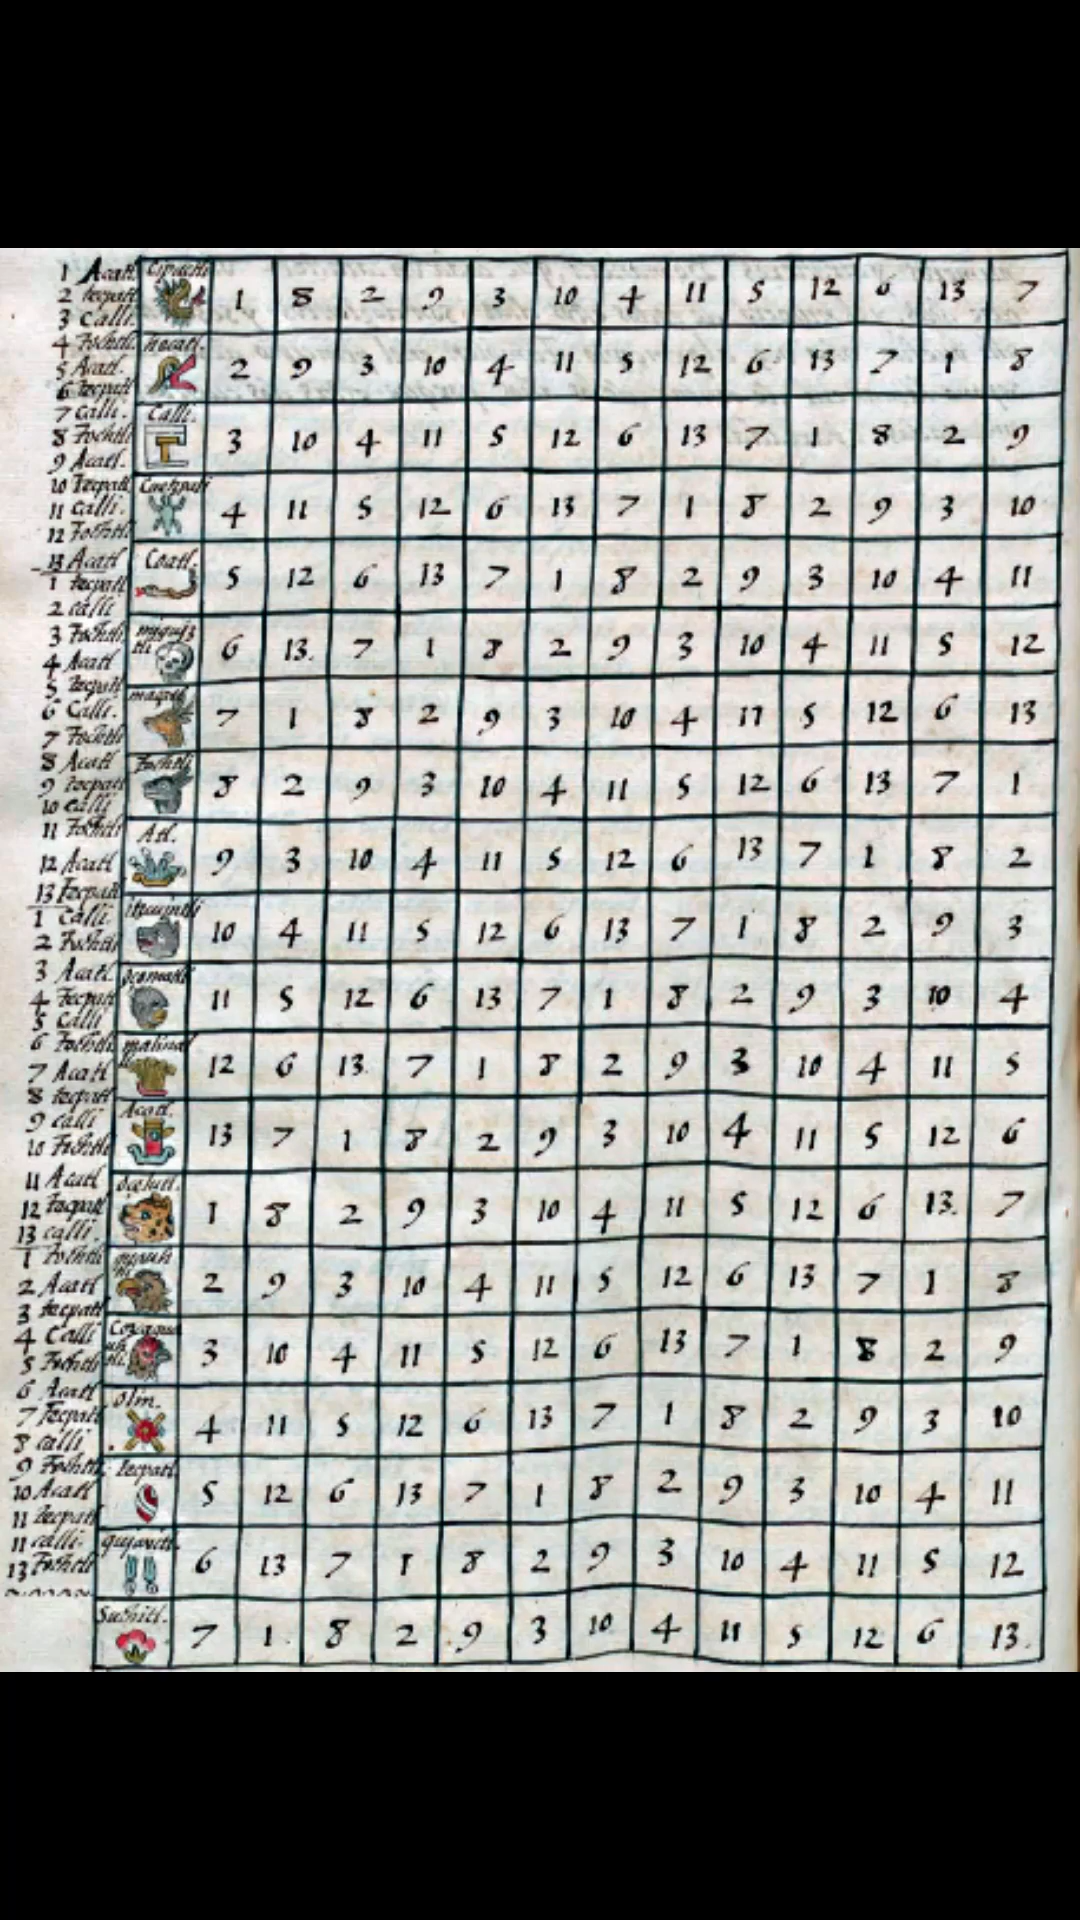 1 Acatl.
2 tecpatl
3 Calli.
4 Tochtli.
5 Acatl.
6 tecpatl
7 Calli.
8 Tochtli
9 Acatl.
10 Tecpatl
11 Calli.
12 Tochtli
13 Acatl
1 tecpatl
2 calli
3 Tochtli
4 Acatl
5 tecpatl
6 Calli.
7 Tochtli
8 Acatl
9 tecpatl
10 calli
11 Tochtli
12 Acatl
13 Tecpatl
1 Calli.
2 Tochtli
3 Acatl
4 Tecpatl
5 Calli
6 Tochtli
7 Acatl
8 tecpatl
9 calli
10 Tochtli
11 Acatl
12 Tecpatl
13 calli.
1 Tochtli
2 Acatl
3 tecpatl
4 Calli
5 Tochtli
6 Acatl
7 Tecpatl
8 calli
9 Tochtli
10 Acatl
11 tecpatl
11 calli.
13 Tochtli
Cipactli 1 8 2 9 3 10 4 11 5 12 6 13 7
hecatl. 2 9 3 10 4 11 5 12 6 13 7 1 8
Calli. 3 10 4 11 5 12 6 13 7 1 8 2 9
4 11 5 12 6 13 7 1 8 2 9 3 10
Coatl. 5 12 6 13 7 1 8 2 9 3 10 4 11
miquiztli 6 13. 7 1 8 2 9 3 10 4 11 5 12
7 1 8 2 9 3 10 4 11 5 12 6 13
Tochtli 8 2 9 3 10 4 11 5 12 6 13 7 1
Atl. 9 3 10 4 11 5 12 6 13 7 1 8 2
itzcuintli 10 4 11 5 12 6 13 7 1 8 2 9 3
11 5 12 6 13 7 1 8 2 9 3 10 4
malinalli 12 6 13. 7 1 8 2 9 3 10 4 11 5
Acatl. 13 7 1 8 2 9 3 10 4 11 5 12 6
1 8 2 9 3 10 4 11 5 12 6 13. 7
2 9 3 10 4 11 5 12 6 13 7 1 8
3 10 4 11 5 12 6 13 7 1 8 2 9
Olin. 4 11 5 12 6 13 7 1 8 2 9 3 10
tecpatl. 5 12 6 13 7 1 8 2 9 3 10 4 11
quiavitl. 6 13 7 1 8 2 9 3 10 4 11 5 12
Suchitl. 7 1. 8 2 9 3 10 4 11 5 12 6 13.